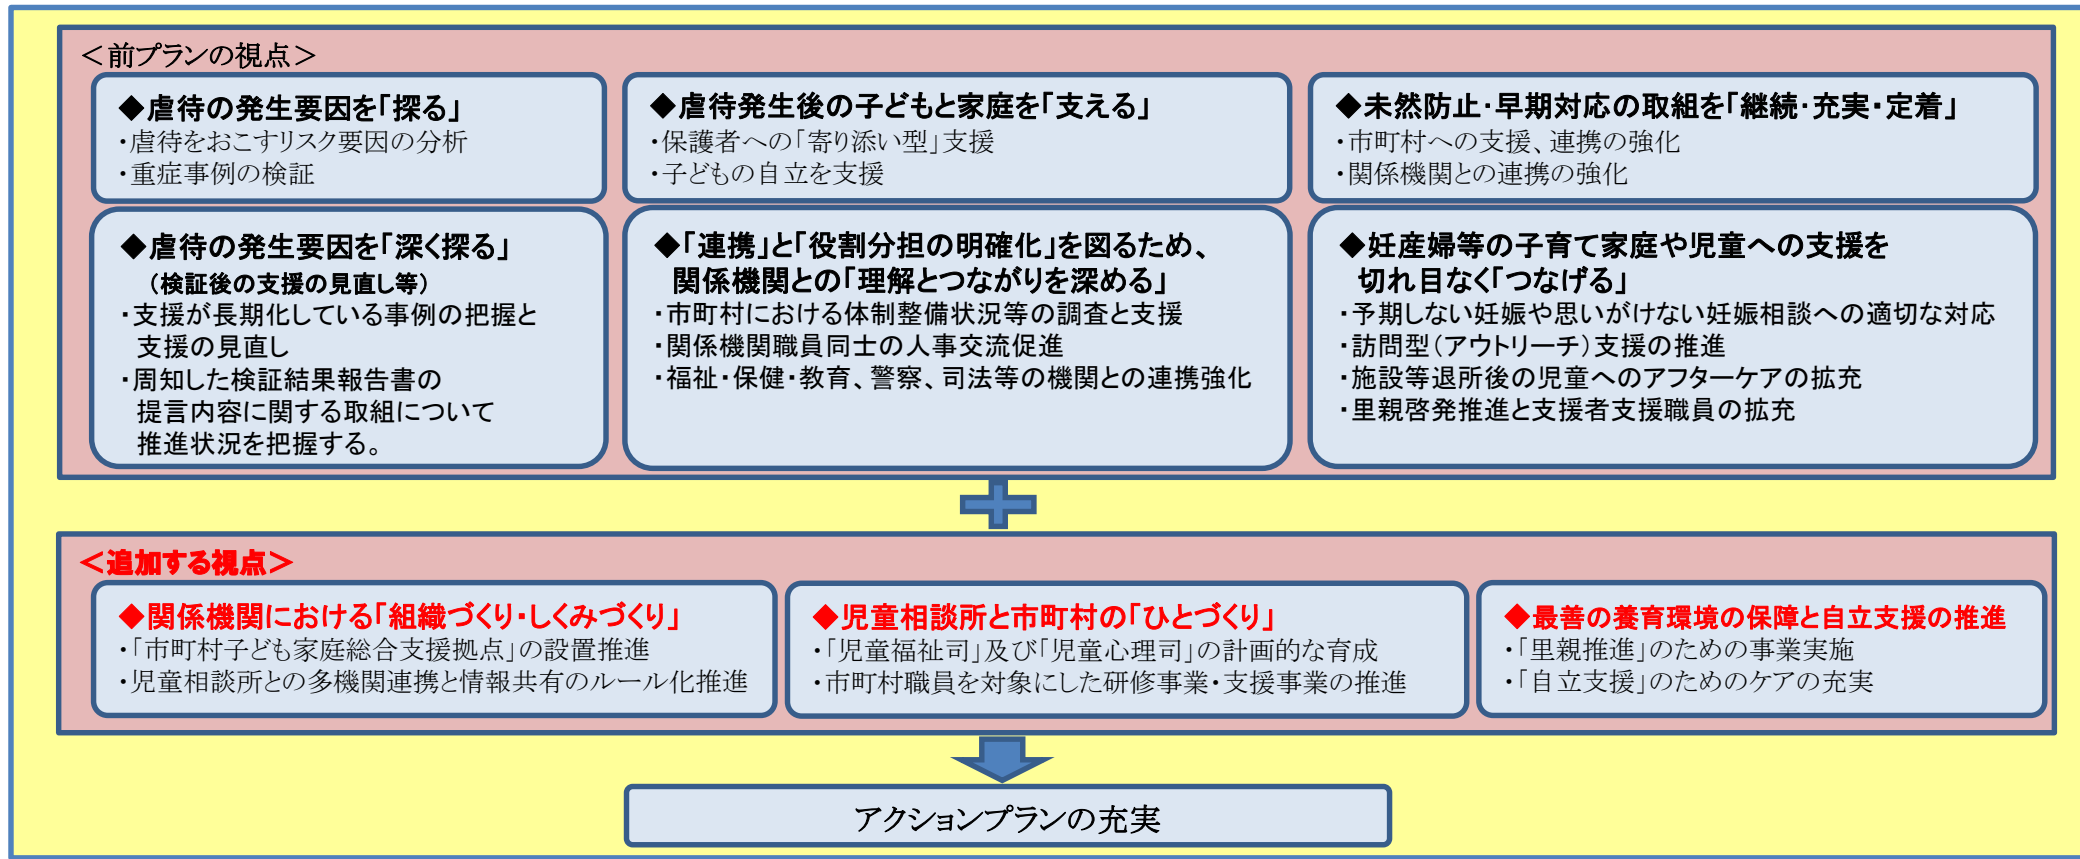 ＜前プランの視点＞
◆虐待の発生要因を「探る」
・虐待をおこすリスク要因の分析
・重症事例の検証
◆虐待発生後の子どもと家庭を「支える」
・保護者への「寄り添い型」支援
・子どもの自立を支援
◆未然防止・早期対応の取組を「継続・充実・定着」
・市町村への支援、連携の強化
・関係機関との連携の強化
◆虐待の発生要因を「深く探る」
（検証後の支援の見直し等）
・支援が長期化している事例の把握と
支援の見直し
・周知した検証結果報告書の
提言内容に関する取組について
推進状況を把握する。
◆「連携」と「役割分担の明確化」を図るため、
関係機関との「理解とつながりを深める」
・市町村における体制整備状況等の調査と支援
・関係機関職員同士の人事交流促進
・福祉・保健・教育、警察、司法等の機関との連携強化
◆妊産婦等の子育て家庭や児童への支援を
切れ目なく「つなげる」
・予期しない妊娠や思いがけない妊娠相談への適切な対応
・訪問型（アウトリーチ）支援の推進
・施設等退所後の児童へのアフターケアの拡充
・里親啓発推進と支援者支援職員の拡充
＜追加する視点＞
◆関係機関における「組織づくり・しくみづくり」
・「市町村子ども家庭総合支援拠点」の設置推進
・児童相談所との多機関連携と情報共有のルール化推進
◆児童相談所と市町村の「ひとづくり」
・「児童福祉司」及び「児童心理司」の計画的な育成
・市町村職員を対象にした研修事業・支援事業の推進
◆最善の養育環境の保障と自立支援の推進
・「里親推進」のための事業実施
・「自立支援」のためのケアの充実
アクションプランの充実